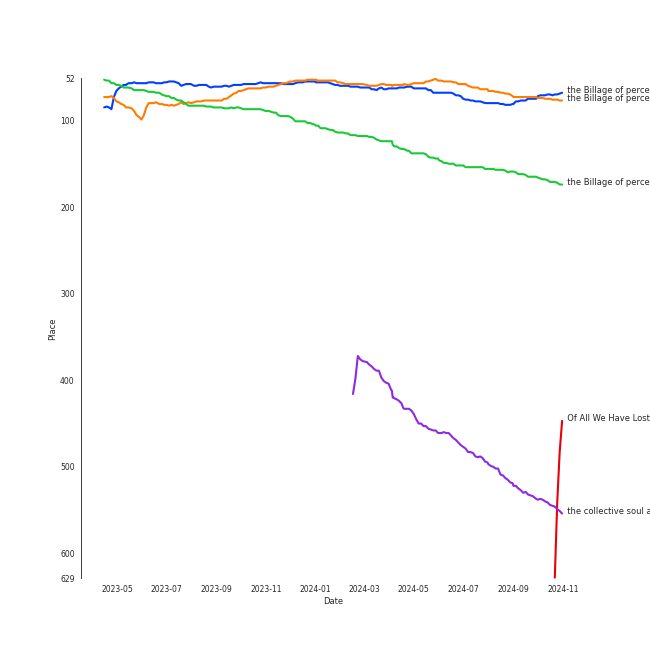 52
100
200
300
400
500
600
629
Place
2023-05
2023-07
2023-09
2023-11
2024-01
2024-03
2024-05
2024-07
2024-09
2024-11
Date
the Billage of perce
the Billage of perce
the Billage of perce
Of All We Have Lost
the collective soul a